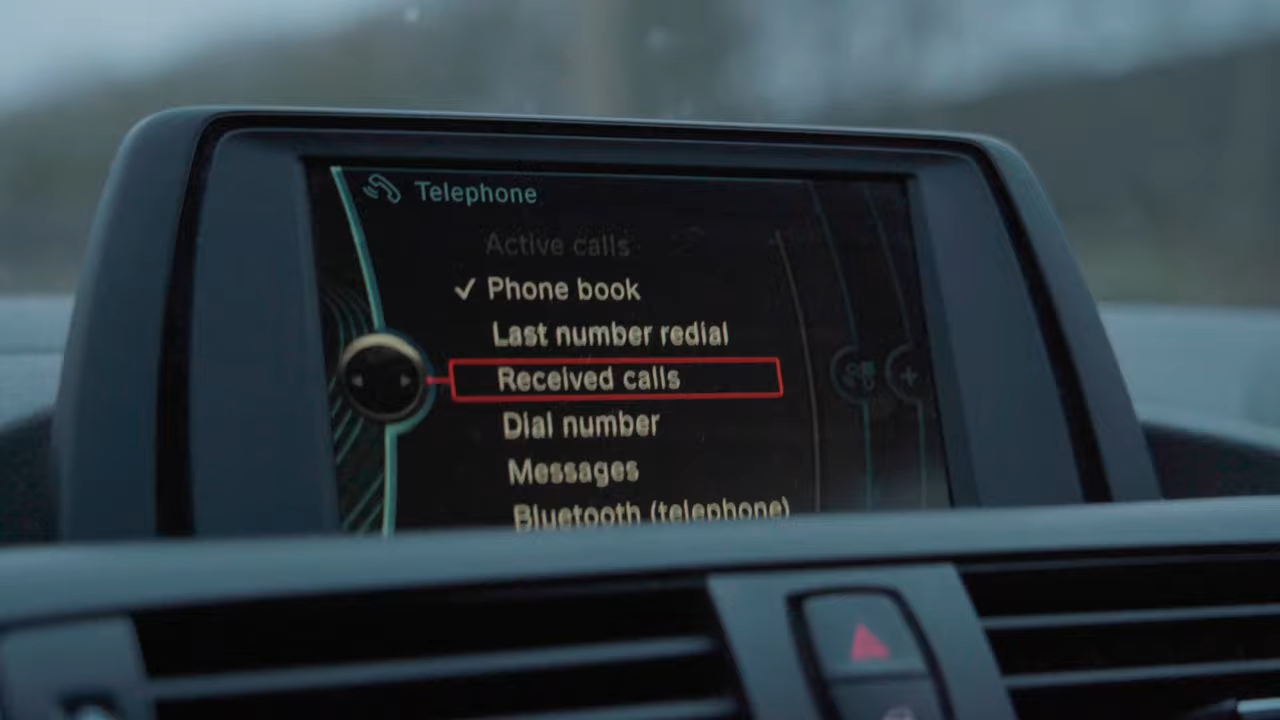 Telephone
Active calls
Phone book
Last number redial
Received calls
Dial number
Messages
Bluetooth (telephone)